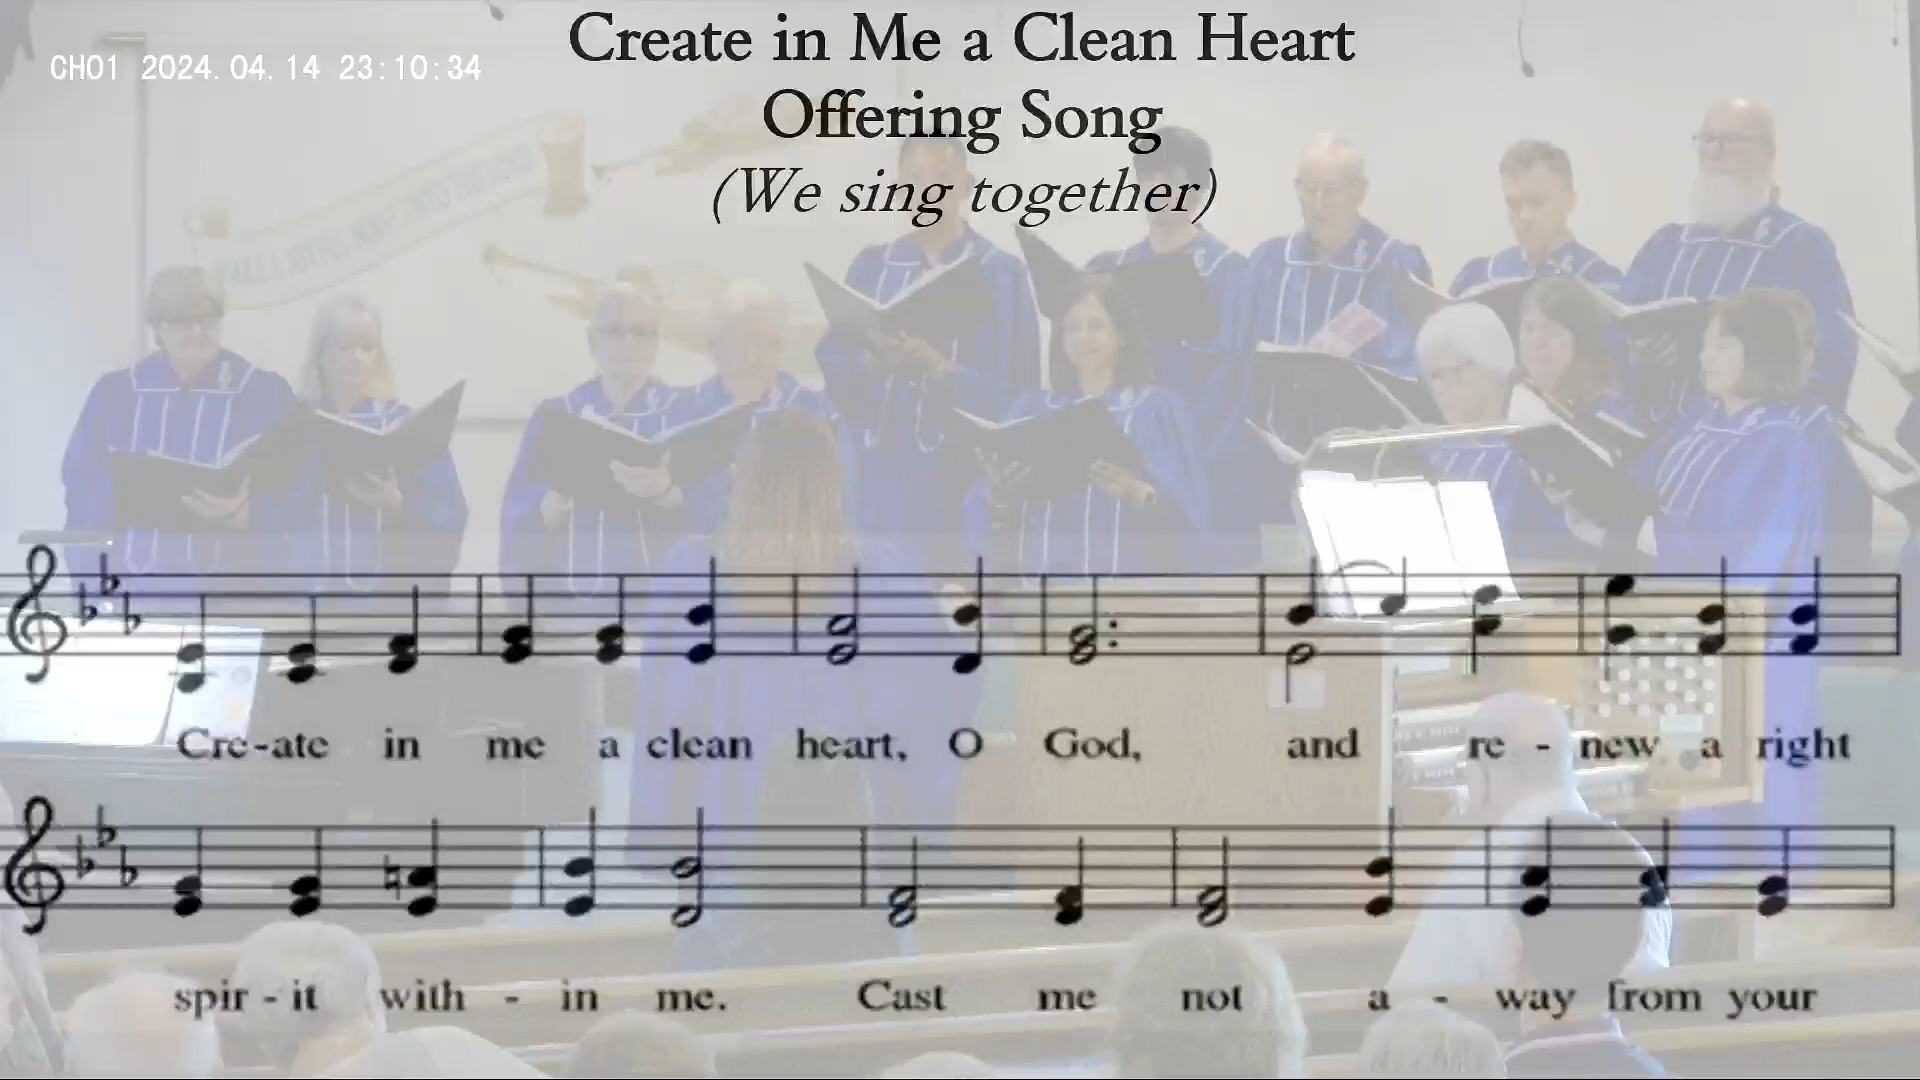 Create in Me a Clean Heart
CH01 2024.04.14 23:10:34
Offering Song
(We sing together)
Cre-ate in me a clean heart, O God, and re - new a right
spir - it with - in me. Cast me not a - way from your